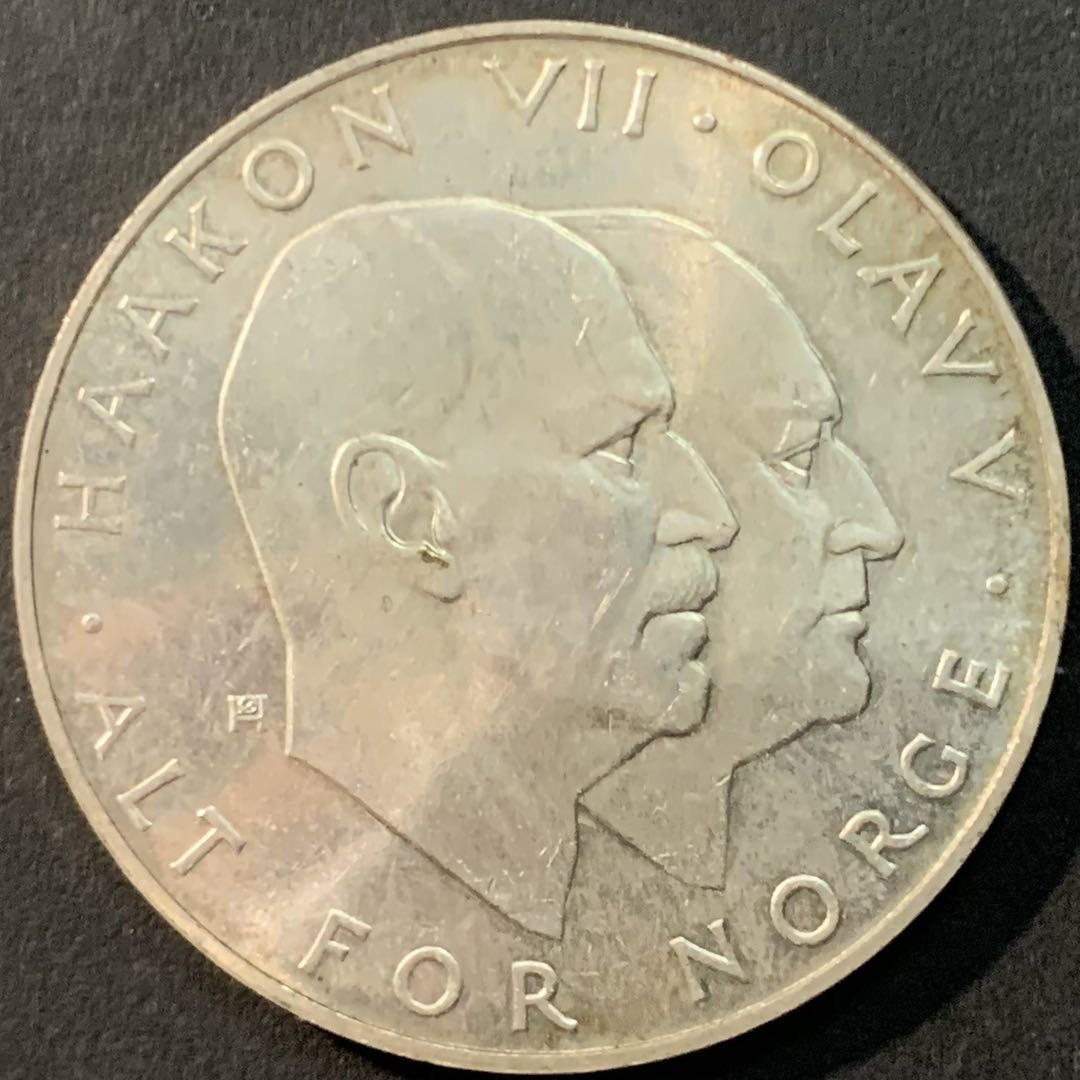 · HAAKON VII · OLAV V ·
ALT FOR NORGE